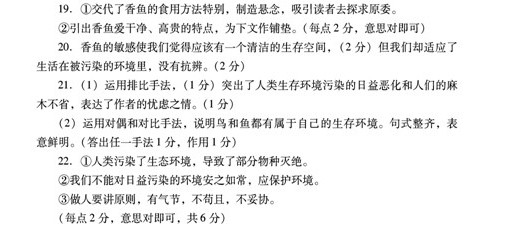 19. ①交代了香鱼的食用方法特别，制造悬念，吸引读者去探求原委。
②引出香鱼爱干净、高贵的特点，为下文作铺垫。（每点 2 分，意思对即可）
20. 香鱼的敏感使我们觉得应该有一个清洁的生存空间，（2 分）但我们却适应了
生活在被污染的环境里，没有抗辨。（2 分）
21. （1）运用排比手法，（1 分）突出了人类生存环境污染的日益恶化和人们的麻
木不省，表达了作者的忧虑之情。（1 分）
（2）运用对偶和对比手法，说明鸟和鱼都有属于自己的生存环境。句式整齐，表
意鲜明。（答出任一手法 1 分，作用 1 分）
22. ①人类污染了生态环境，导致了部分物种灭绝。
②我们不能对日益污染的环境安之如常，应保护环境。
③做人要讲原则，有气节，不苟且，不妥协。
（每点 2 分，意思对即可，共 6 分）